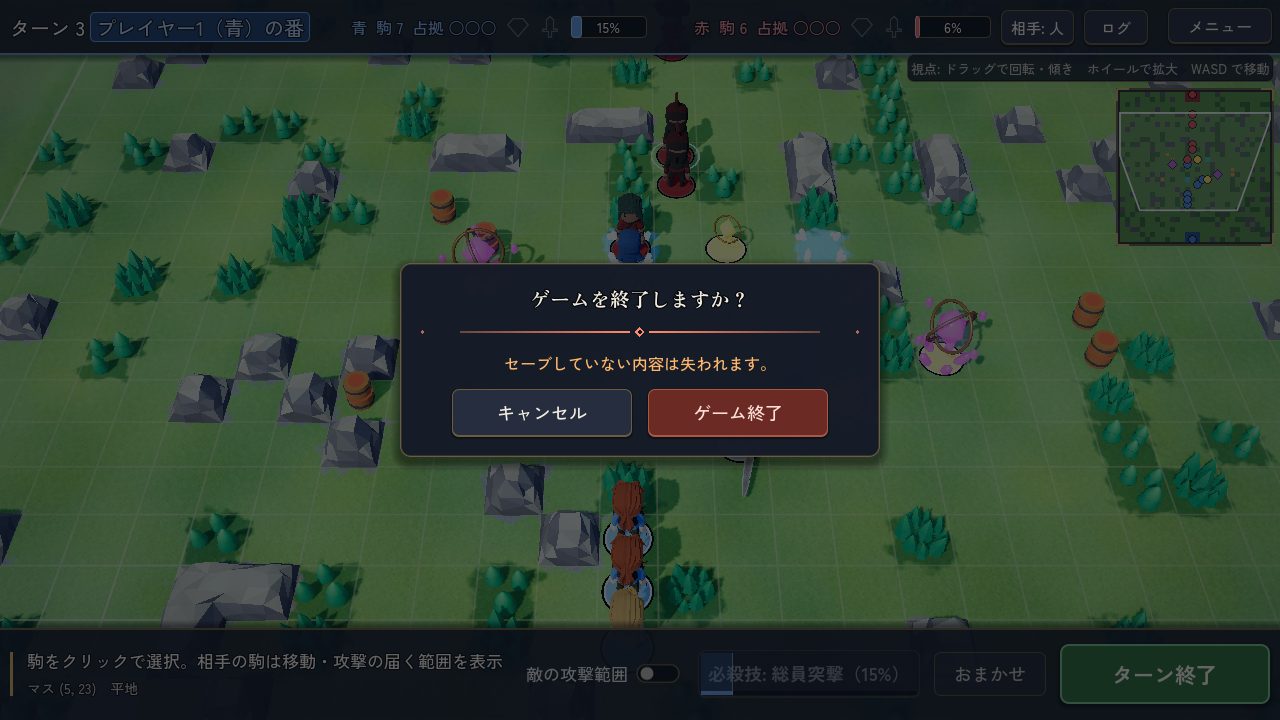 ターン 3 プレイヤー1（青）の番 青 駒 7 占拠 〇〇〇 15% 赤 駒 6 占拠 〇〇〇 6% 相手: 人 ログ メニュー
視点: ドラッグで回転・傾き ホイールで拡大 WASD で移動
ゲームを終了しますか？
セーブしていない内容は失われます。
キャンセル ゲーム終了
駒をクリックで選択。相手の駒は移動・攻撃の届く範囲を表示
マス (5, 23) 平地
敵の攻撃範囲 必殺技: 総員突撃（15%） おまかせ ターン終了